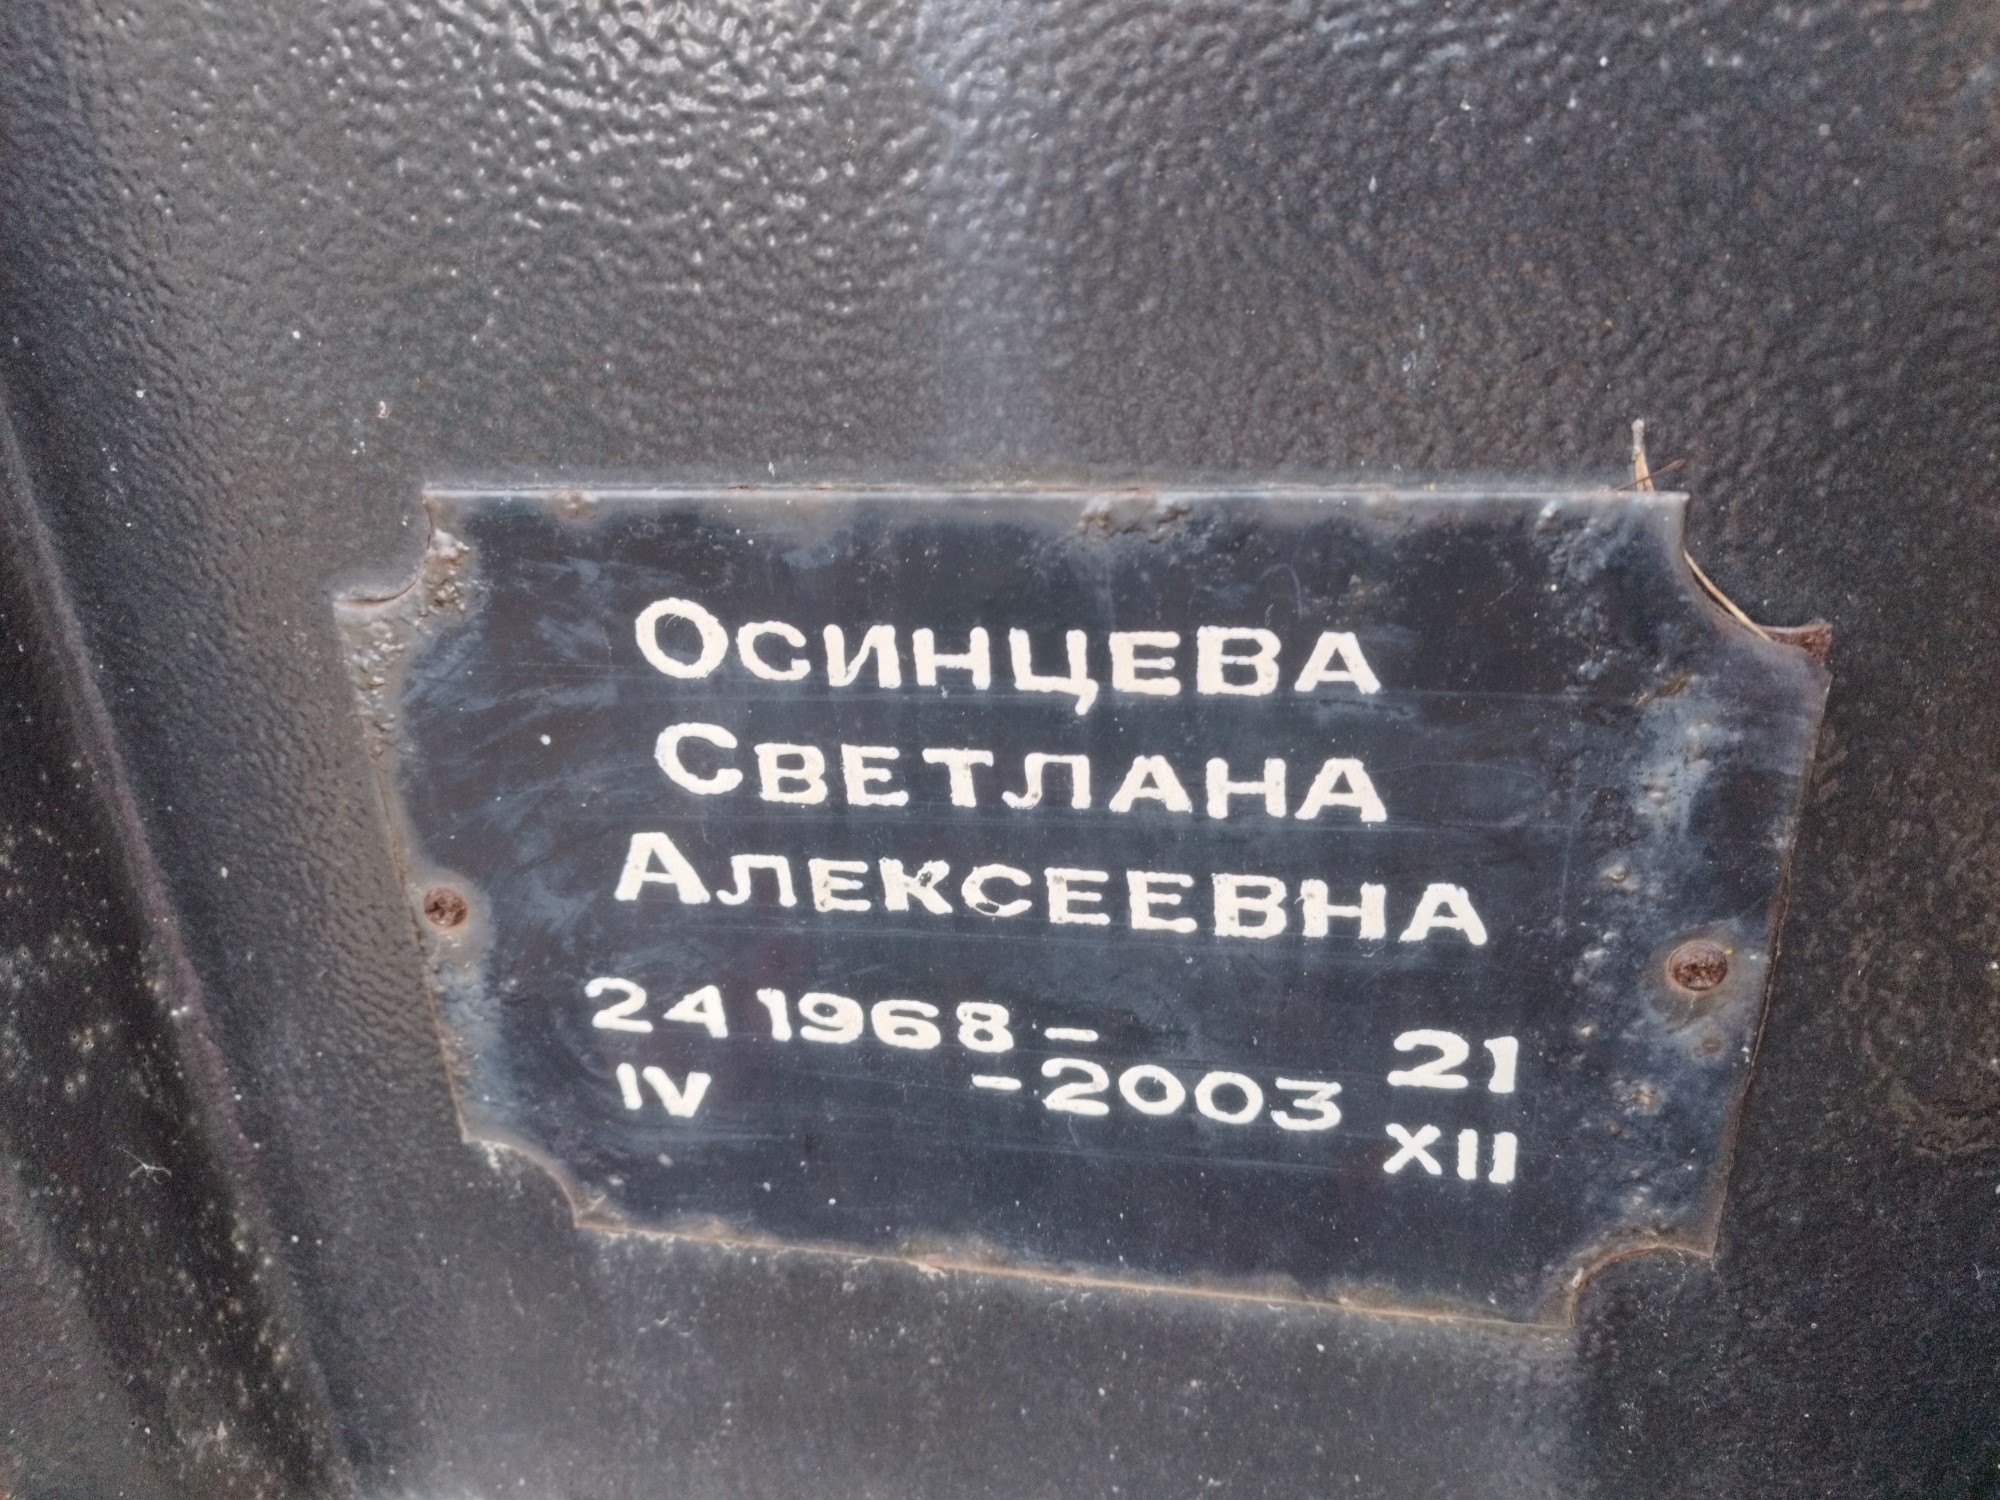 Осинцева
Светлана
Алексеевна
24 1968 -
IV - 2003 21
XII